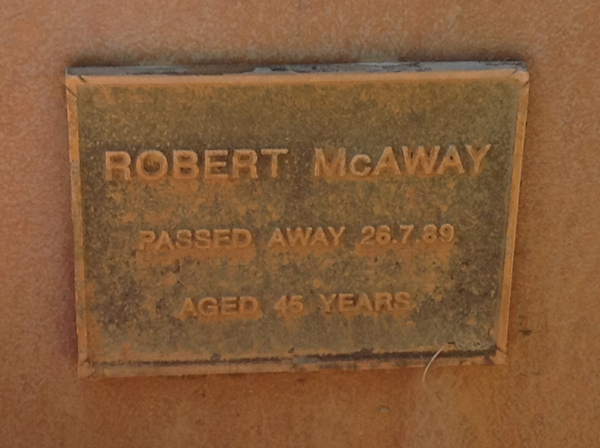 ROBERT McAWAY
PASSED AWAY 26.7.89
AGED 45 YEARS